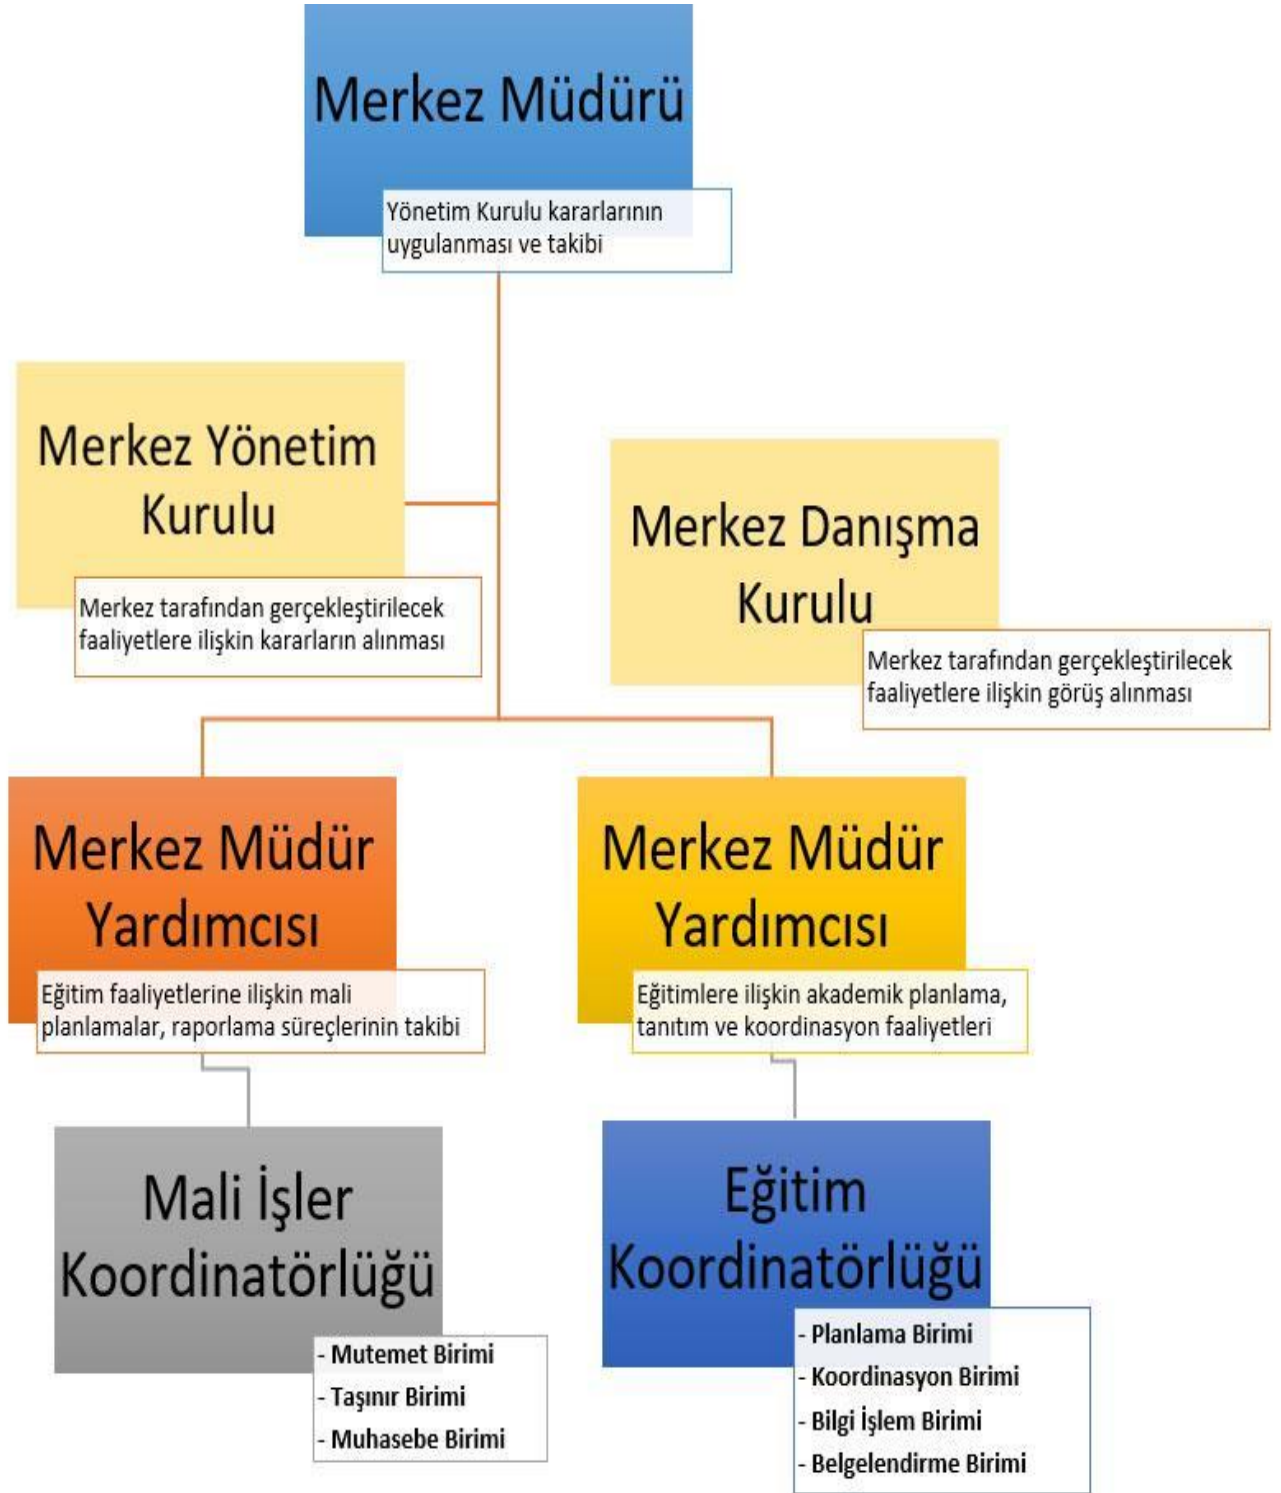 Merkez Müdürü
Yönetim Kurulu kararlarının
uygulanması ve takibi
Merkez Yönetim
Kurulu
Merkez tarafından gerçekleştirilecek
faaliyetlere ilişkin kararların alınması
Merkez Danışma
Kurulu
Merkez tarafından gerçekleştirilecek
faaliyetlere ilişkin görüş alınması
Merkez Müdür
Yardımcısı
Eğitim faaliyetlerine ilişkin mali
planlamalar, raporlama süreçlerinin takibi
Merkez Müdür
Yardımcısı
Eğitimlere ilişkin akademik planlama,
tanıtım ve koordinasyon faaliyetleri
Mali İşler
Koordinatörlüğü
- Mutemet Birimi
- Taşınır Birimi
- Muhasebe Birimi
Eğitim
Koordinatörlüğü
- Planlama Birimi
- Koordinasyon Birimi
- Bilgi İşlem Birimi
- Belgelendirme Birimi